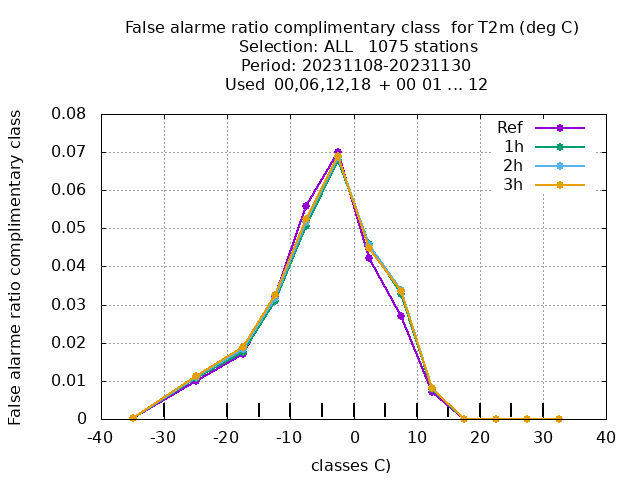 False alarme ratio complimentary class  for T2m (deg C)
Selection: ALL   1075 stations
Period: 20231108-20231130
Used  00,06,12,18 + 00 01 ... 12
False alarme ratio complimentary class
0.08
0.07
0.06
0.05
0.04
0.03
0.02
0.01
0
Ref
1h
2h
3h
-40 -30 -20 -10 0 10 20 30 40
classes C)